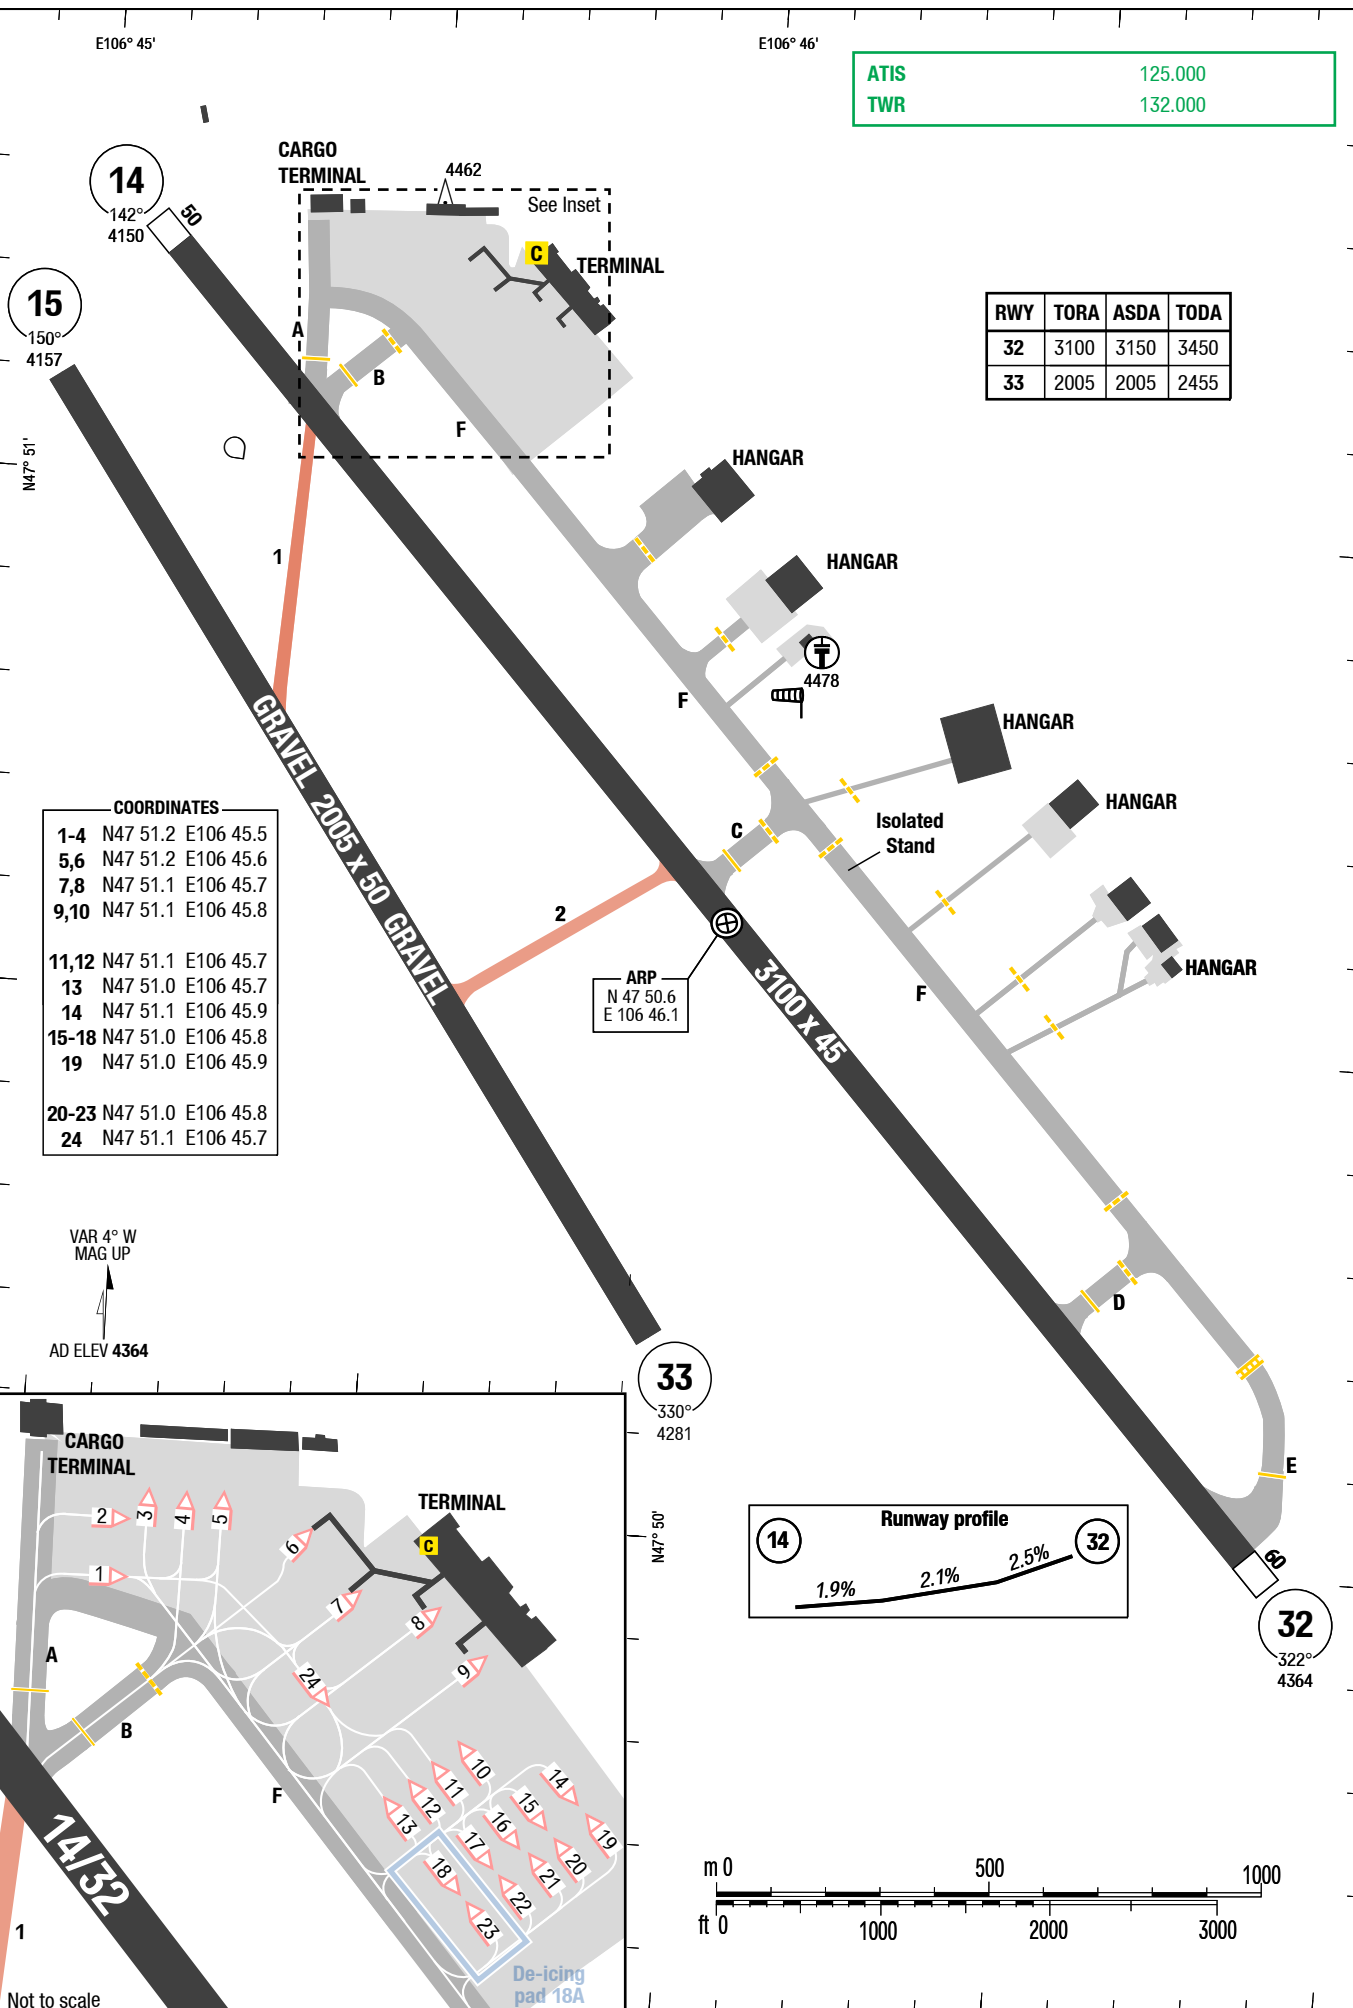 E106° 45'
E106° 46'
ATIS 125.000
TWR 132.000
CARGO
TERMINAL
4462
See Inset
14
142°
4150
50
C
TERMINAL
15
150°
4157
A
B
F
RWY TORA ASDA TODA
32 3100 3150 3450
33 2005 2005 2455
N47° 51'
HANGAR
1
HANGAR
4478
F
GRAVEL 2005 x 50 GRAVEL
HANGAR
HANGAR
C
Isolated
Stand
COORDINATES
1-4 N47 51.2 E106 45.5
5,6 N47 51.2 E106 45.6
7,8 N47 51.1 E106 45.7
9,10 N47 51.1 E106 45.8
11,12 N47 51.1 E106 45.7
13 N47 51.0 E106 45.7
14 N47 51.1 E106 45.9
15-18 N47 51.0 E106 45.8
19 N47 51.0 E106 45.9
20-23 N47 51.0 E106 45.8
24 N47 51.1 E106 45.7
2
ARP
N 47 50.6
E 106 46.1
3100 x 45
F
HANGAR
VAR 4° W
MAG UP
AD ELEV 4364
D
33
330°
4281
E
N47° 50'
Runway profile
14
1.9%
2.1%
2.5%
32
60
32
322°
4364
CARGO
TERMINAL
TERMINAL
C
2
3
4
5
6
1
7
8
9
24
A
B
F
10
11
12
13
14
15
16
17
18
19
20
21
22
23
14/32
1
De-icing
pad 18A
Not to scale
m 0 500 1000
ft 0 1000 2000 3000